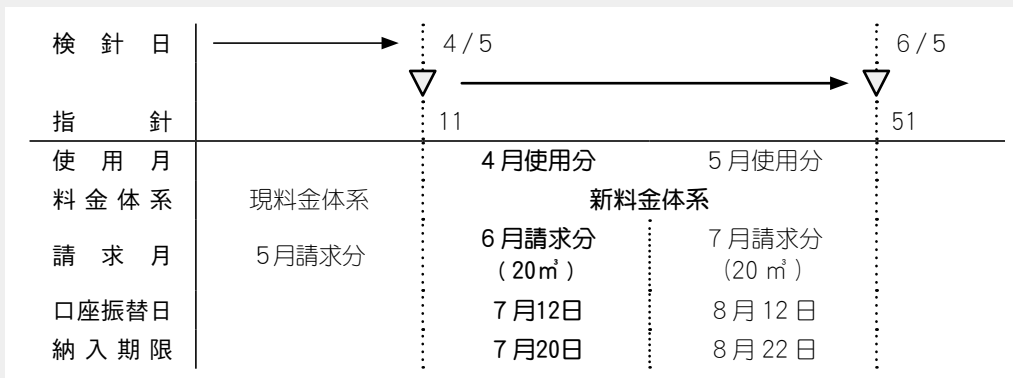 検針日 4/5 6/5
指針 11 51
使用月 4月使用分 5月使用分
料金体系 現料金体系 新料金体系
請求月 5月請求分 6月請求分 7月請求分
(20㎥) (20㎥)
口座振替日 7月12日 8月12日
納入期限 7月20日 8月22日